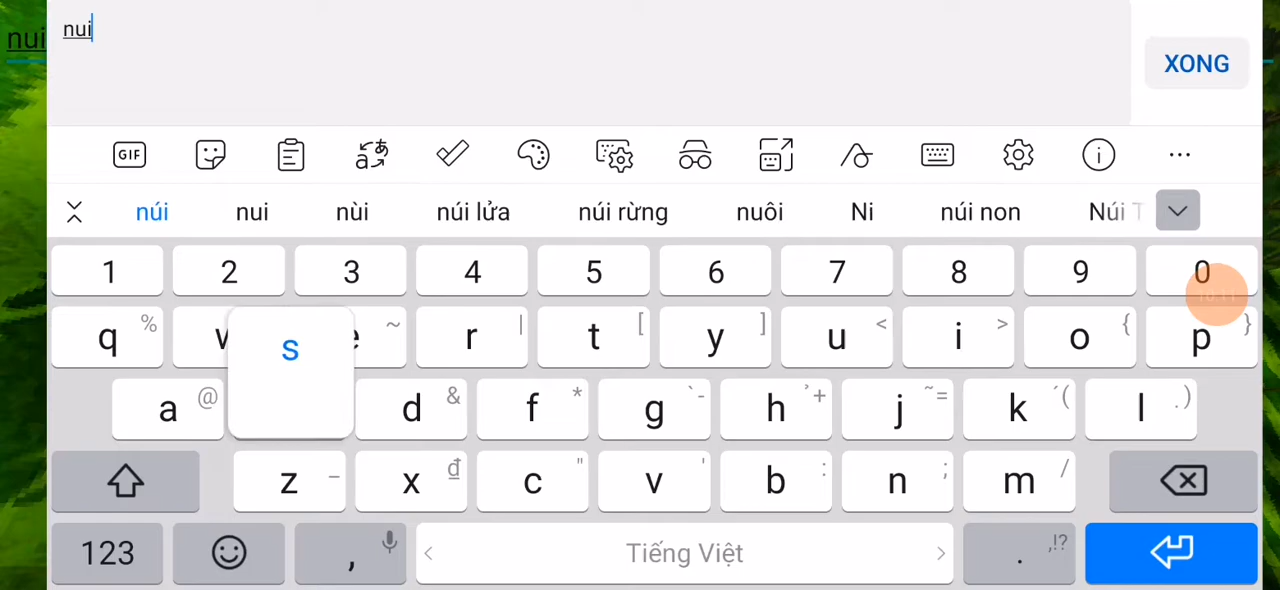 nui
nui
XONG
GIF
núi nui nùi núi lửa núi rừng nuôi Ni núi non Núi T
1 2 3 4 5 6 7 8 9 0
q % w e ~ r | t [ y ] u < i > o { p }
s
a @ d & f * g ` - h ̉ + j ˜ = k ´ ( l . )
z _ x ₫ c " v ' b : n ; m /
123 , < Tiếng Việt > . ,!?